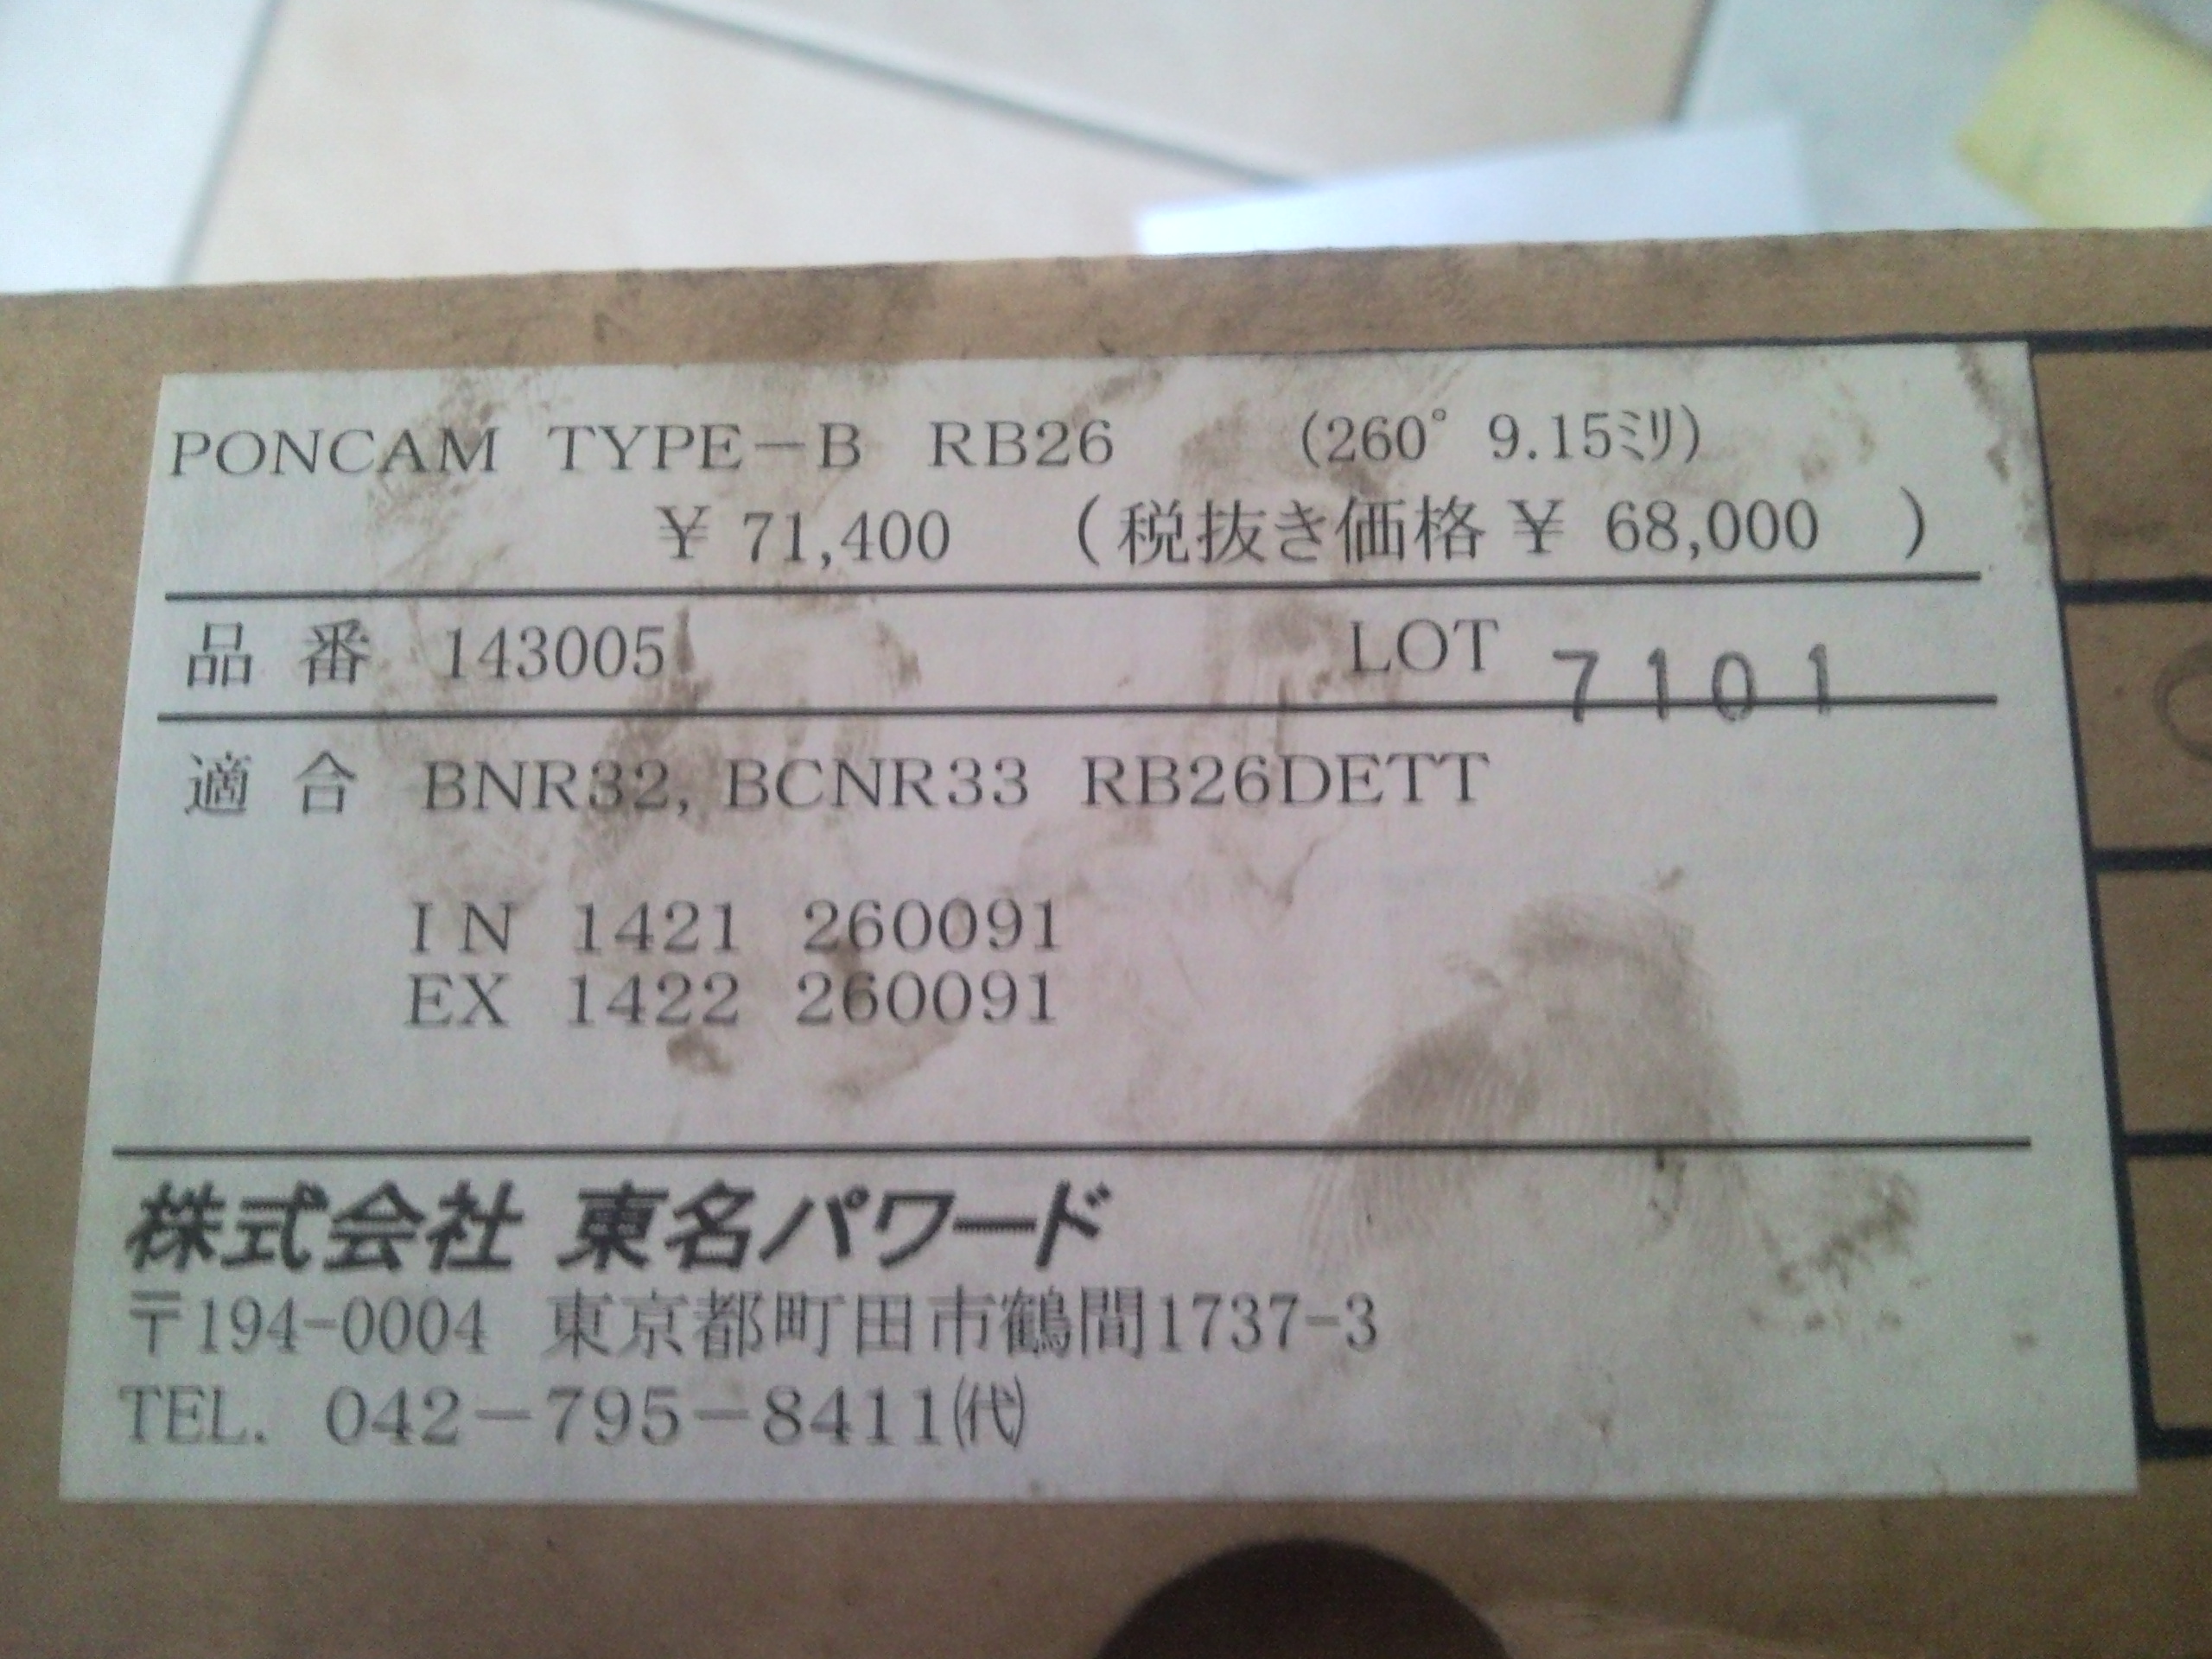 PONCAM TYPE－B RB26 (260° 9.15ミリ)
￥ 71,400 (税抜き価格￥ 68,000 )
品 番 143005 LOT 7101
適 合 BNR32, BCNR33 RB26DETT
IN 1421 260091
EX 1422 260091
株式会社 東名パワード
〒194-0004 東京都町田市鶴間1737-3
TEL. 042－795－8411㈹